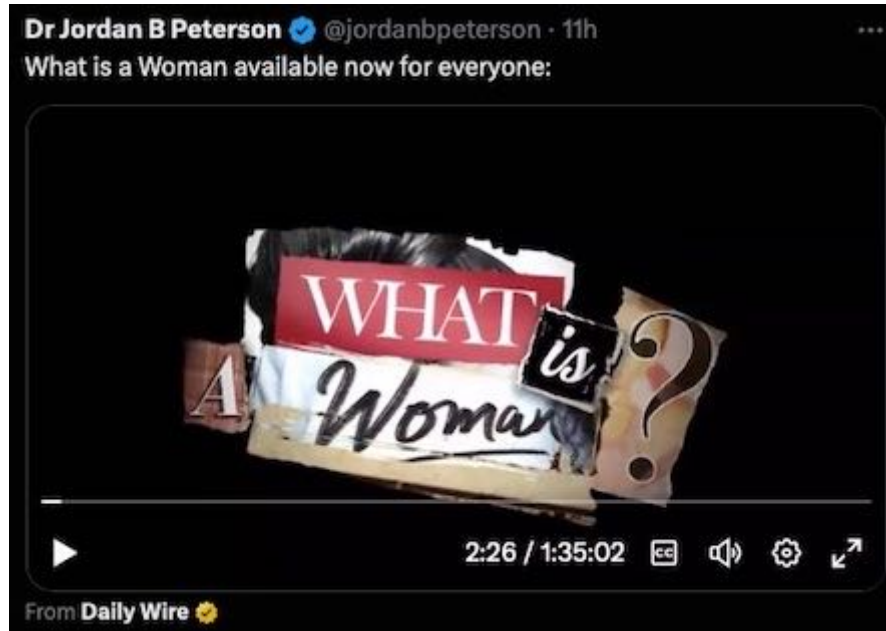 Dr Jordan B Peterson @jordanbpeterson · 11h
What is a Woman available now for everyone:
WHAT
is
A
Woman
?
2:26 / 1:35:02
CC
From Daily Wire